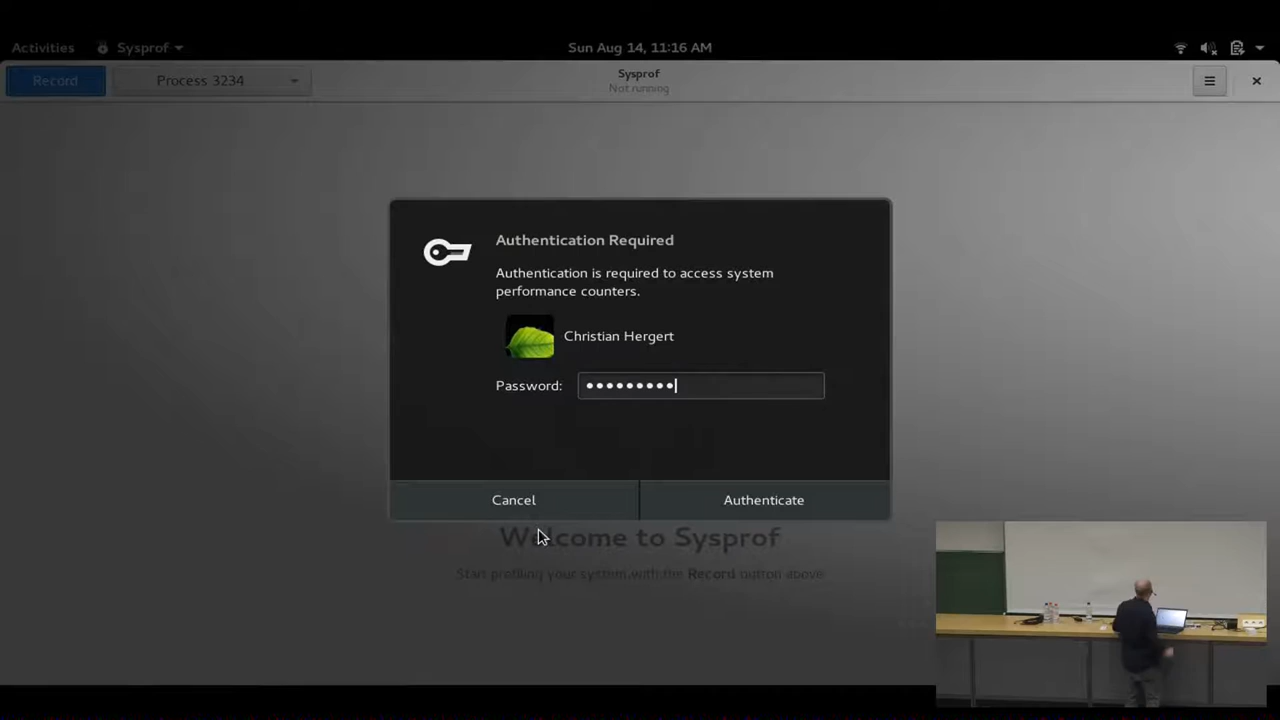 Activities
Sysprof
Sun Aug 14, 11:16 AM
Record
Process 3234
Sysprof
Not running
Authentication Required
Authentication is required to access system
performance counters.
Christian Hergert
Password: •••••••••
Cancel
Authenticate
Welcome to Sysprof
Start profiling your system with the Record button above